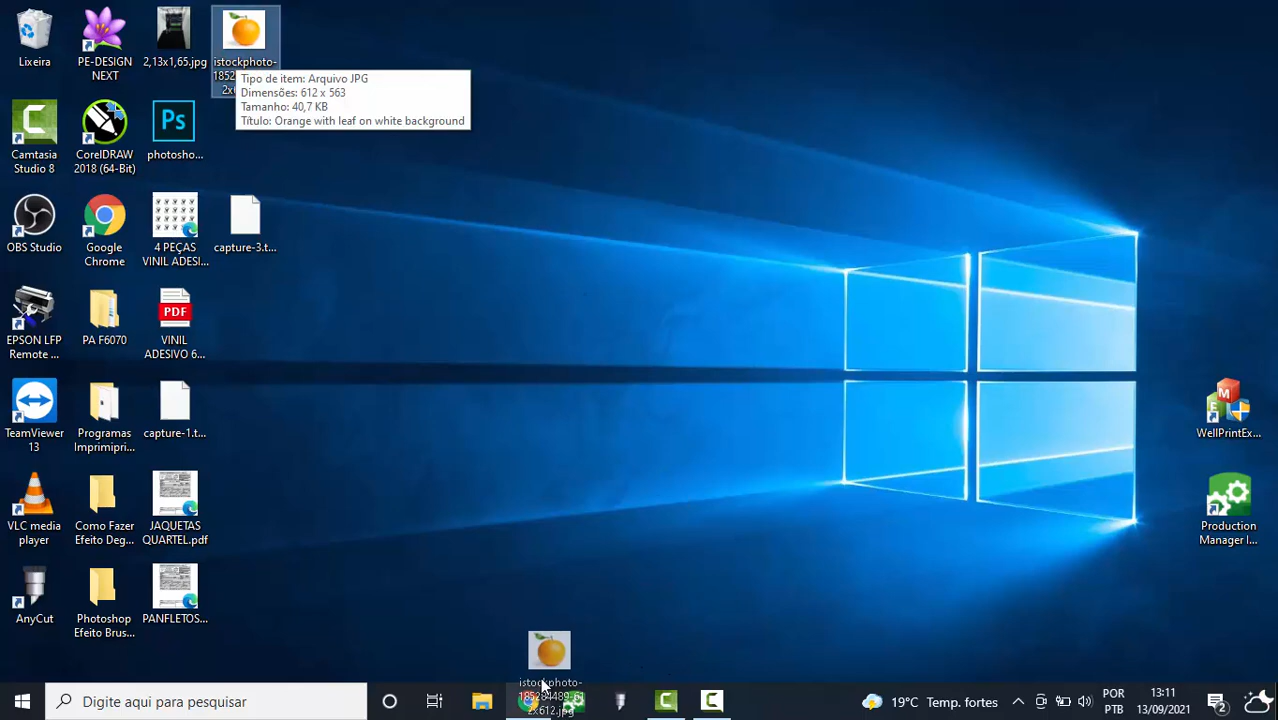 Lixeira
PE-DESIGN
NEXT
2,13x1,65.jpg
istockphoto-
Tipo de item: Arquivo JPG
Dimensões: 612 x 563
Tamanho: 40,7 KB
Título: Orange with leaf on white background
Camtasia
Studio 8
CorelDRAW
2018 (64-Bit)
Ps
photosho...
OBS Studio
Google
Chrome
4 PEÇAS
VINIL ADESI...
capture-3.t...
EPSON LFP
Remote ...
PA F6070
PDF
VINIL
ADESIVO 6...
TeamViewer
13
Programas
Imprimipri...
capture-1.t...
WellPrintEx...
VLC media
player
Como Fazer
Efeito Deg...
JAQUETAS
QUARTEL.pdf
Production
Manager I...
AnyCut
Photoshop
Efeito Brus...
PANFLETOS...
istockphoto-
2x612.jpg
Digite aqui para pesquisar
19°C Temp. fortes
POR
PTB
13:11
13/09/2021
2